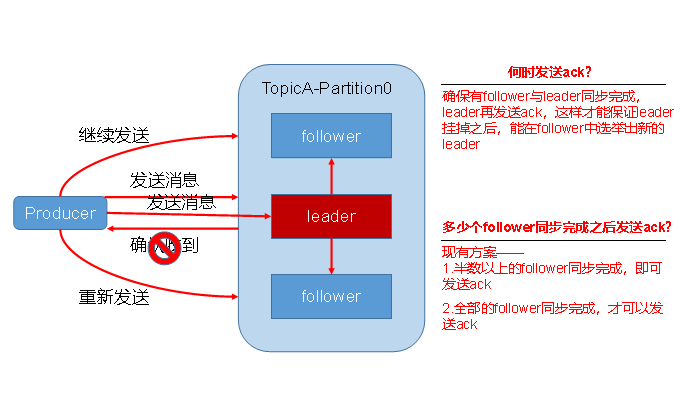 TopicA-Partition0
follower
继续发送
发送消息
发送消息
Producer
leader
确认收到
重新发送
follower
何时发送ack?
确保有follower与leader同步完成，
leader再发送ack，这样才能保证leader
挂掉之后，能在follower中选举出新的
leader
多少个follower同步完成之后发送ack?
现有方案——
1.半数以上的follower同步完成，即可
发送ack
2.全部的follower同步完成，才可以发
送ack